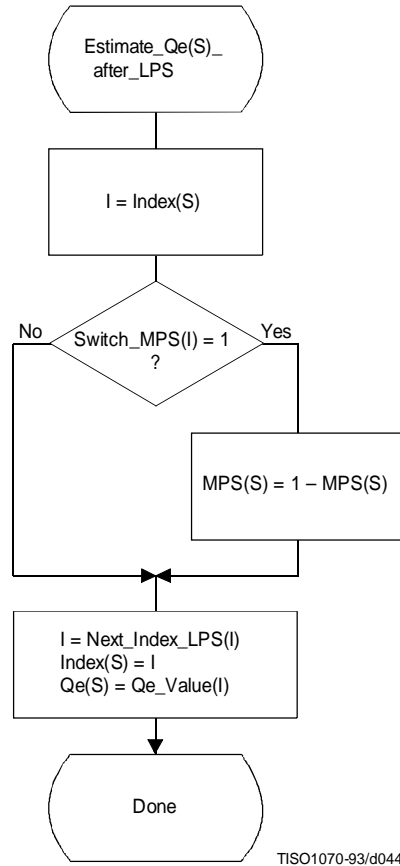 Estimate_Qe(S)_
after_LPS
I = Index(S)
No
Switch_MPS(I) = 1
?
Yes
MPS(S) = 1 – MPS(S)
I = Next_Index_LPS(I)
Index(S) = I
Qe(S) = Qe_Value(I)
Done
TISO1070-93/d044